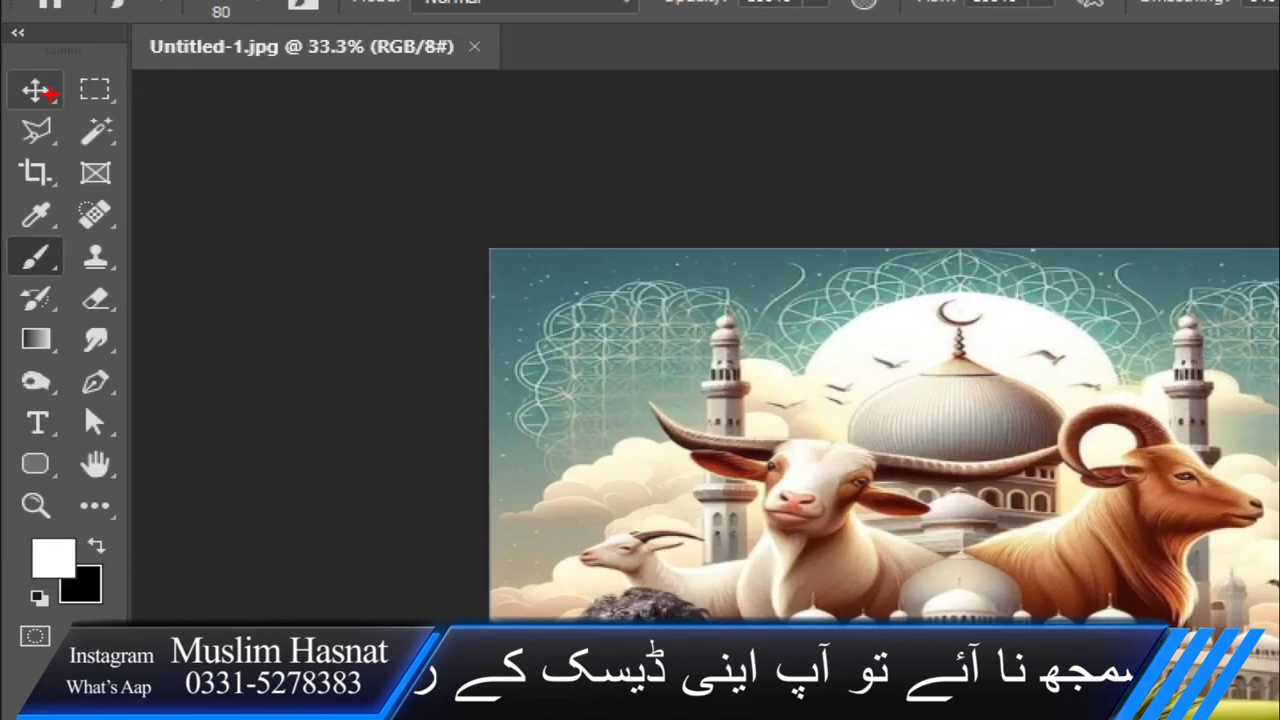 80
Untitled-1.jpg @ 33.3% (RGB/8#)
Instagram
Muslim Hasnat
What's Aap
0331-5278383
سمجھ نا آئے تو آپ اپنی ڈیسک کے ر